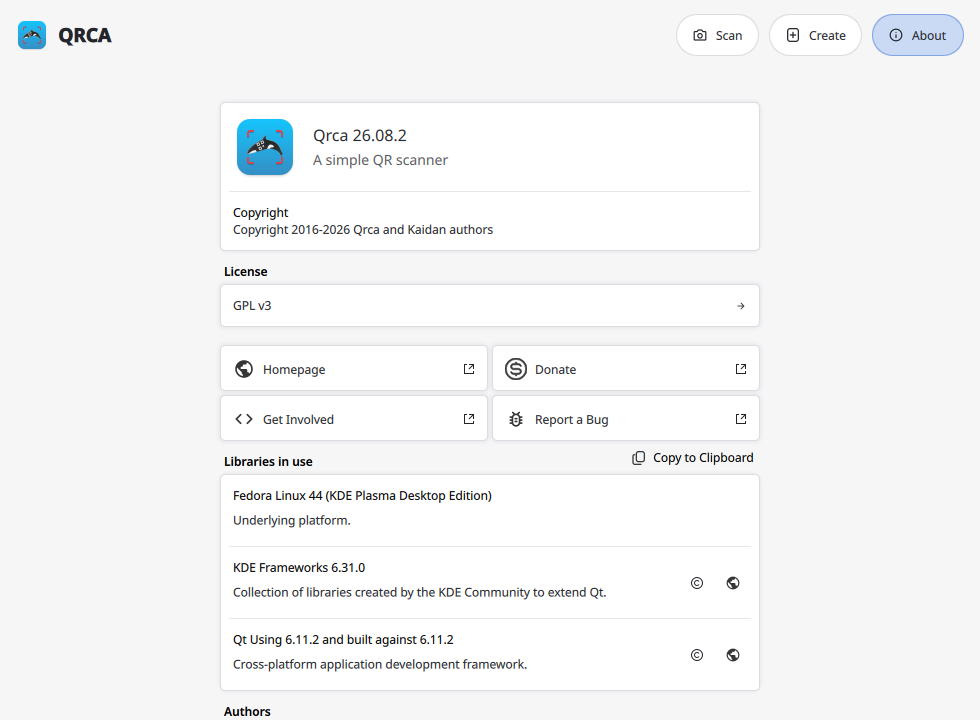 QRCA
Scan
Create
About
Qrca 26.08.2
A simple QR scanner
Copyright
Copyright 2016-2026 Qrca and Kaidan authors
License
GPL v3
Homepage
Donate
Get Involved
Report a Bug
Libraries in use
Copy to Clipboard
Fedora Linux 44 (KDE Plasma Desktop Edition)
Underlying platform.
KDE Frameworks 6.31.0
Collection of libraries created by the KDE Community to extend Qt.
Qt Using 6.11.2 and built against 6.11.2
Cross-platform application development framework.
Authors